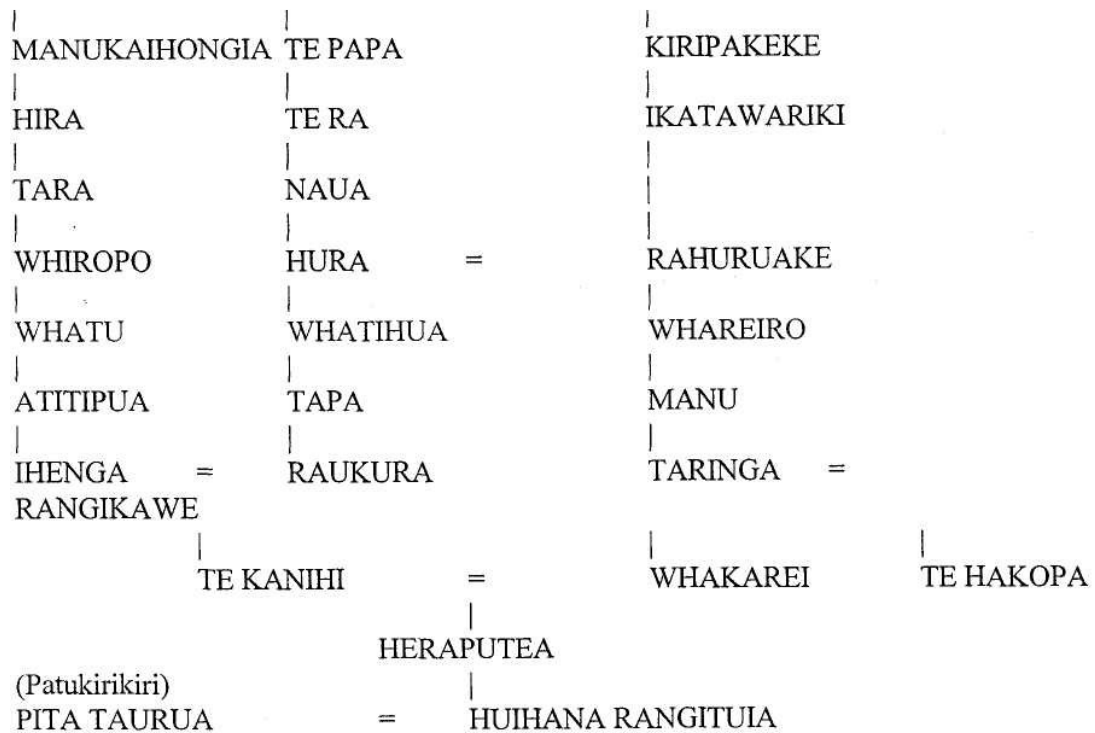 MANUKAIHONGIA TE PAPA KIRIPAKEKE
HIRA TE RA IKATAWARIKI
TARA NAUA
WHIROPO HURA = RAHURUAKE
WHATU WHATIHUA WHAREIRO
ATITIPUA TAPA MANU
IHENGA = RAUKURA TARINGA =
RANGIKAWE
TE KANIHI = WHAKAREI TE HAKOPA
HERAPUTEA
(Patukirikiri)
PITA TAURUA = HUIHANA RANGITUIA